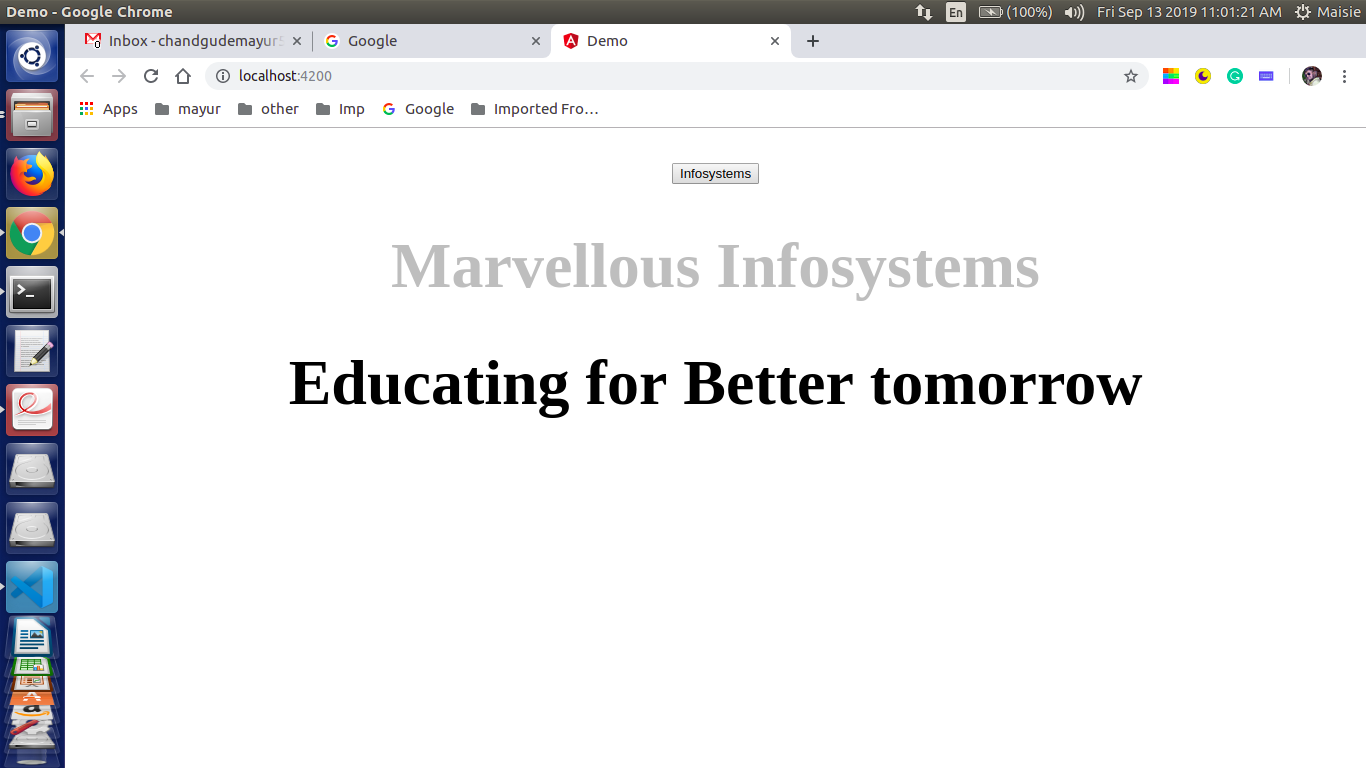 Demo - Google Chrome
En (100%) Fri Sep 13 2019 11:01:21 AM Maisie
Inbox - chandgudemayur
Google
Demo
localhost:4200
Apps mayur other Imp Google Imported Fro…
Infosystems
Marvellous Infosystems
Educating for Better tomorrow